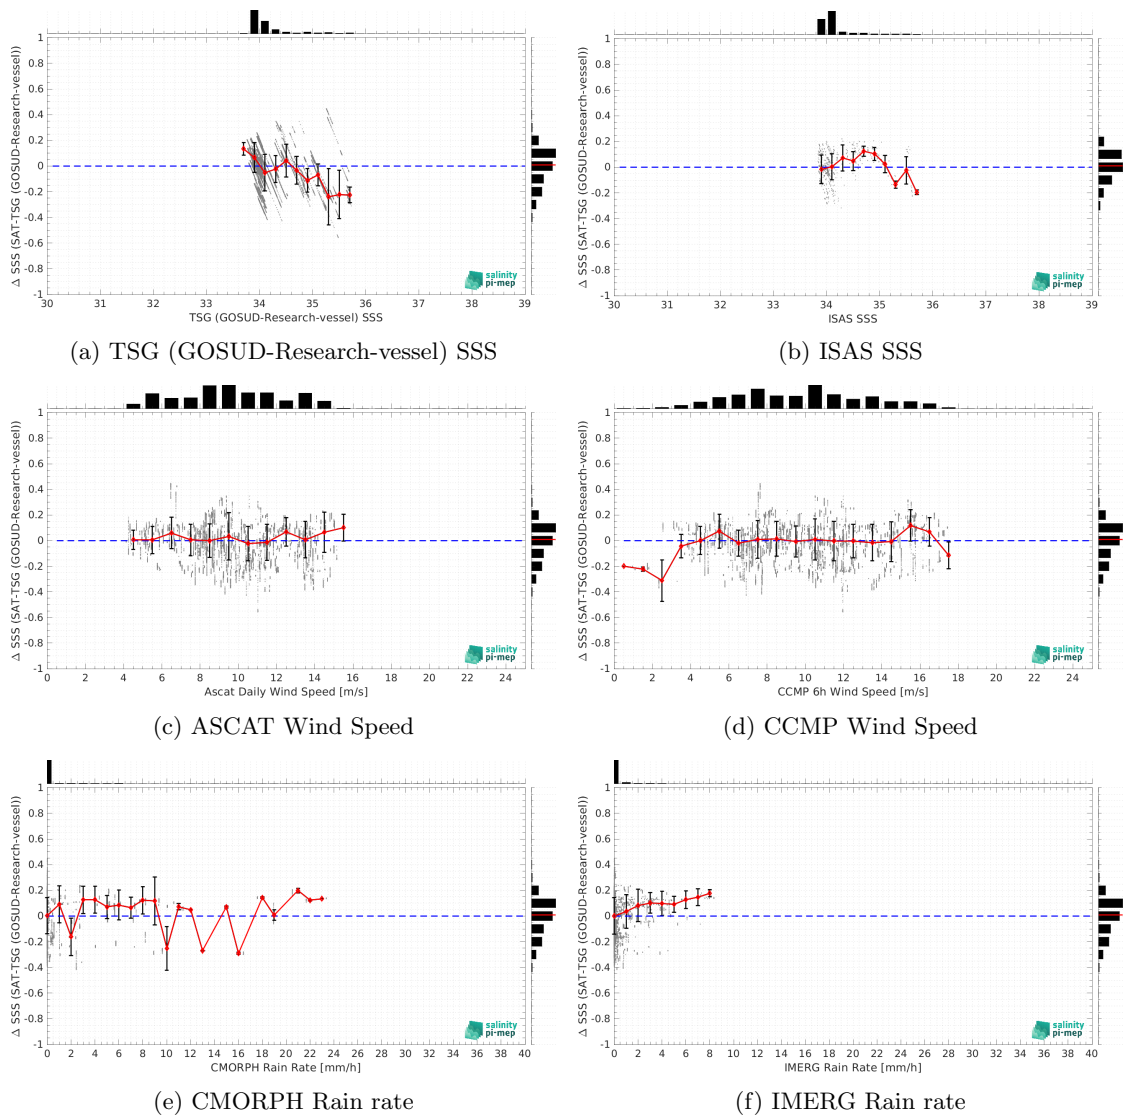 1
0.8
0.6
0.4
0.2
0
-0.2
-0.4
-0.6
-0.8
-1
Δ SSS (SAT-TSG (GOSUD-Research-vessel))
30 31 32 33 34 35 36 37 38 39
TSG (GOSUD-Research-vessel) SSS
salinity
pi-mep
(a) TSG (GOSUD-Research-vessel) SSS
1
0.8
0.6
0.4
0.2
0
-0.2
-0.4
-0.6
-0.8
-1
Δ SSS (SAT-TSG (GOSUD-Research-vessel))
30 31 32 33 34 35 36 37 38 39
ISAS SSS
salinity
pi-mep
(b) ISAS SSS
1
0.8
0.6
0.4
0.2
0
-0.2
-0.4
-0.6
-0.8
-1
Δ SSS (SAT-TSG (GOSUD-Research-vessel))
0 2 4 6 8 10 12 14 16 18 20 22 24
Ascat Daily Wind Speed [m/s]
salinity
pi-mep
(c) ASCAT Wind Speed
1
0.8
0.6
0.4
0.2
0
-0.2
-0.4
-0.6
-0.8
-1
Δ SSS (SAT-TSG (GOSUD-Research-vessel))
0 2 4 6 8 10 12 14 16 18 20 22 24
CCMP 6h Wind Speed [m/s]
salinity
pi-mep
(d) CCMP Wind Speed
1
0.8
0.6
0.4
0.2
0
-0.2
-0.4
-0.6
-0.8
-1
Δ SSS (SAT-TSG (GOSUD-Research-vessel))
0 2 4 6 8 10 12 14 16 18 20 22 24 26 28 30 32 34 36 38 40
CMORPH Rain Rate [mm/h]
salinity
pi-mep
(e) CMORPH Rain rate
1
0.8
0.6
0.4
0.2
0
-0.2
-0.4
-0.6
-0.8
-1
Δ SSS (SAT-TSG (GOSUD-Research-vessel))
0 2 4 6 8 10 12 14 16 18 20 22 24 26 28 30 32 34 36 38 40
IMERG Rain Rate [mm/h]
salinity
pi-mep
(f) IMERG Rain rate